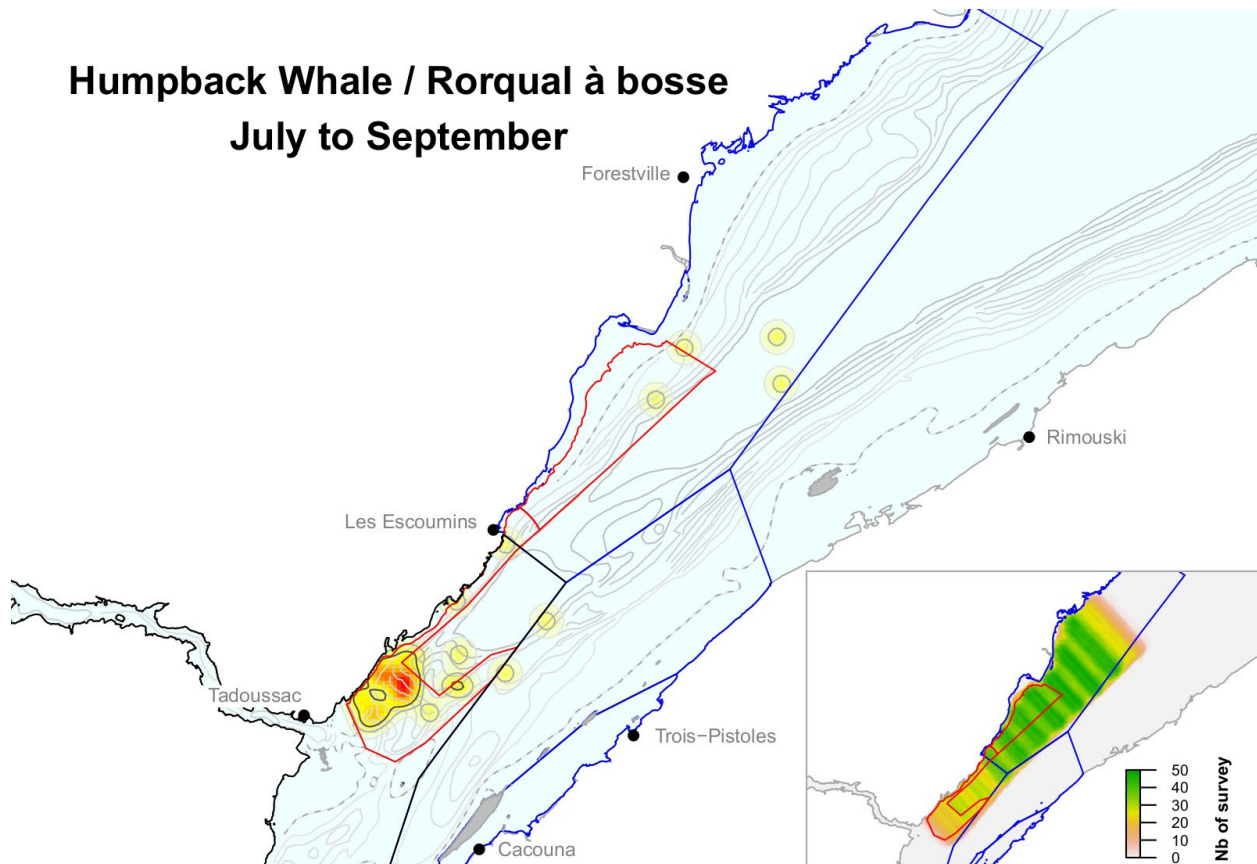 Humpback Whale / Rorqual à bosse
July to September
Forestville
Rimouski
Les Escoumins
Tadoussac
Trois−Pistoles
Cacouna
50
40
30
20
10
0
Nb of survey